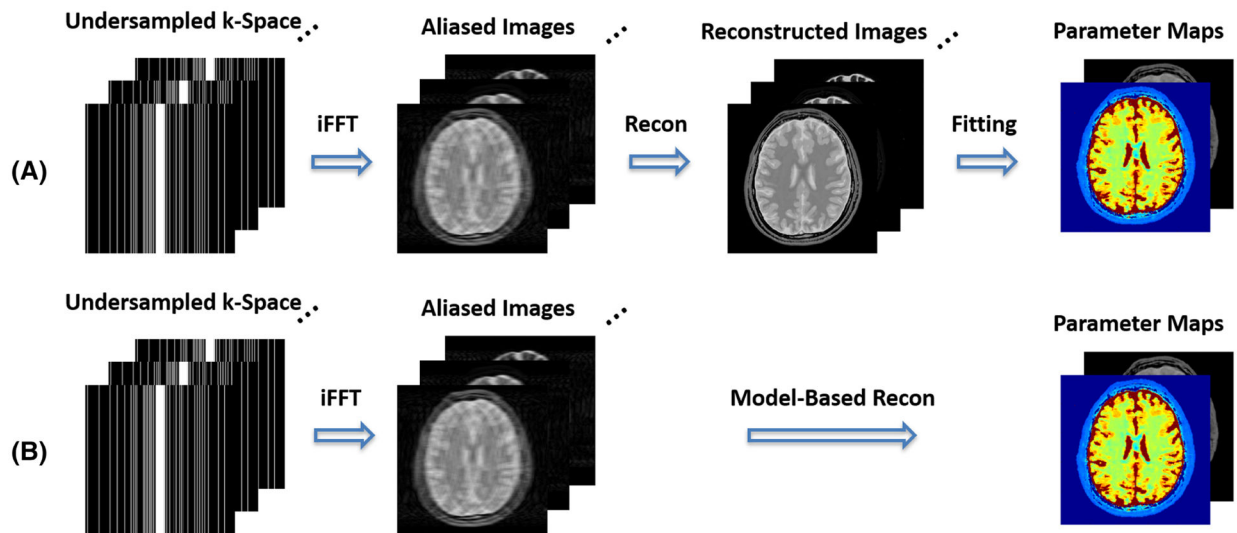 Undersampled k-Space
Aliased Images
Reconstructed Images
Parameter Maps
iFFT
Recon
Fitting
(A)
Undersampled k-Space
Aliased Images
Parameter Maps
iFFT
Model-Based Recon
(B)